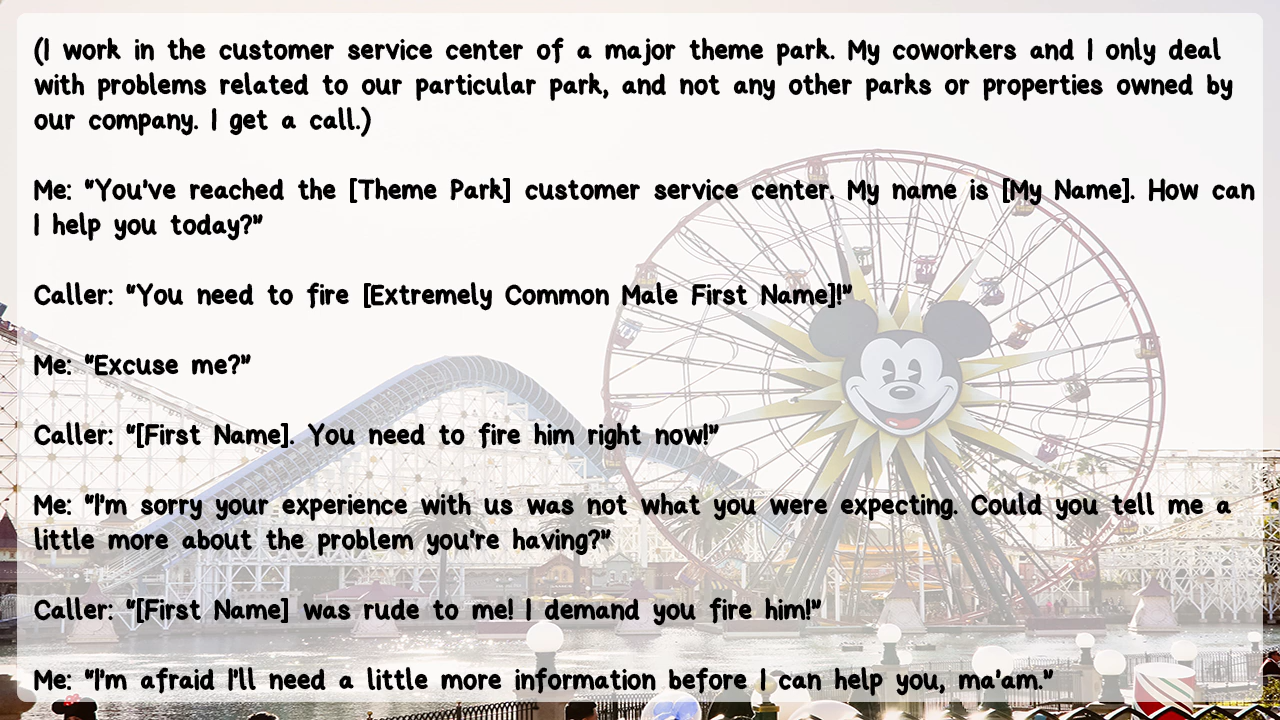 (I work in the customer service center of a major theme park. My coworkers and I only deal
with problems related to our particular park, and not any other parks or properties owned by
our company. I get a call.)
Me: “You’ve reached the [Theme Park] customer service center. My name is [My Name]. How can
I help you today?”
Caller: “You need to fire [Extremely Common Male First Name]!”
Me: “Excuse me?”
Caller: “[First Name]. You need to fire him right now!”
Me: “I’m sorry your experience with us was not what you were expecting. Could you tell me a
little more about the problem you’re having?”
Caller: “[First Name] was rude to me! I demand you fire him!”
Me: “I’m afraid I’ll need a little more information before I can help you, ma’am.”